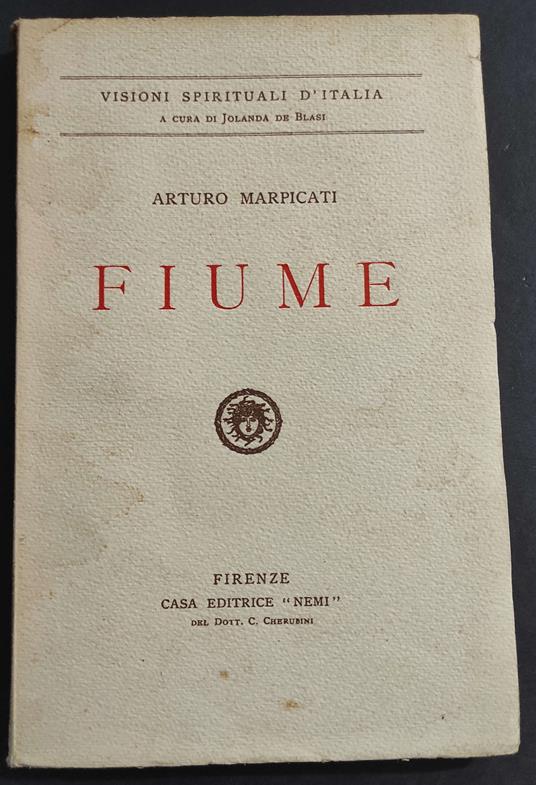 VISIONI SPIRITUALI D'ITALIA
A CURA DI JOLANDA DE BLASI
ARTURO MARPICATI
FIUME
FIRENZE
CASA EDITRICE "NEMI"
DEL DOTT. C. CHERUBINI